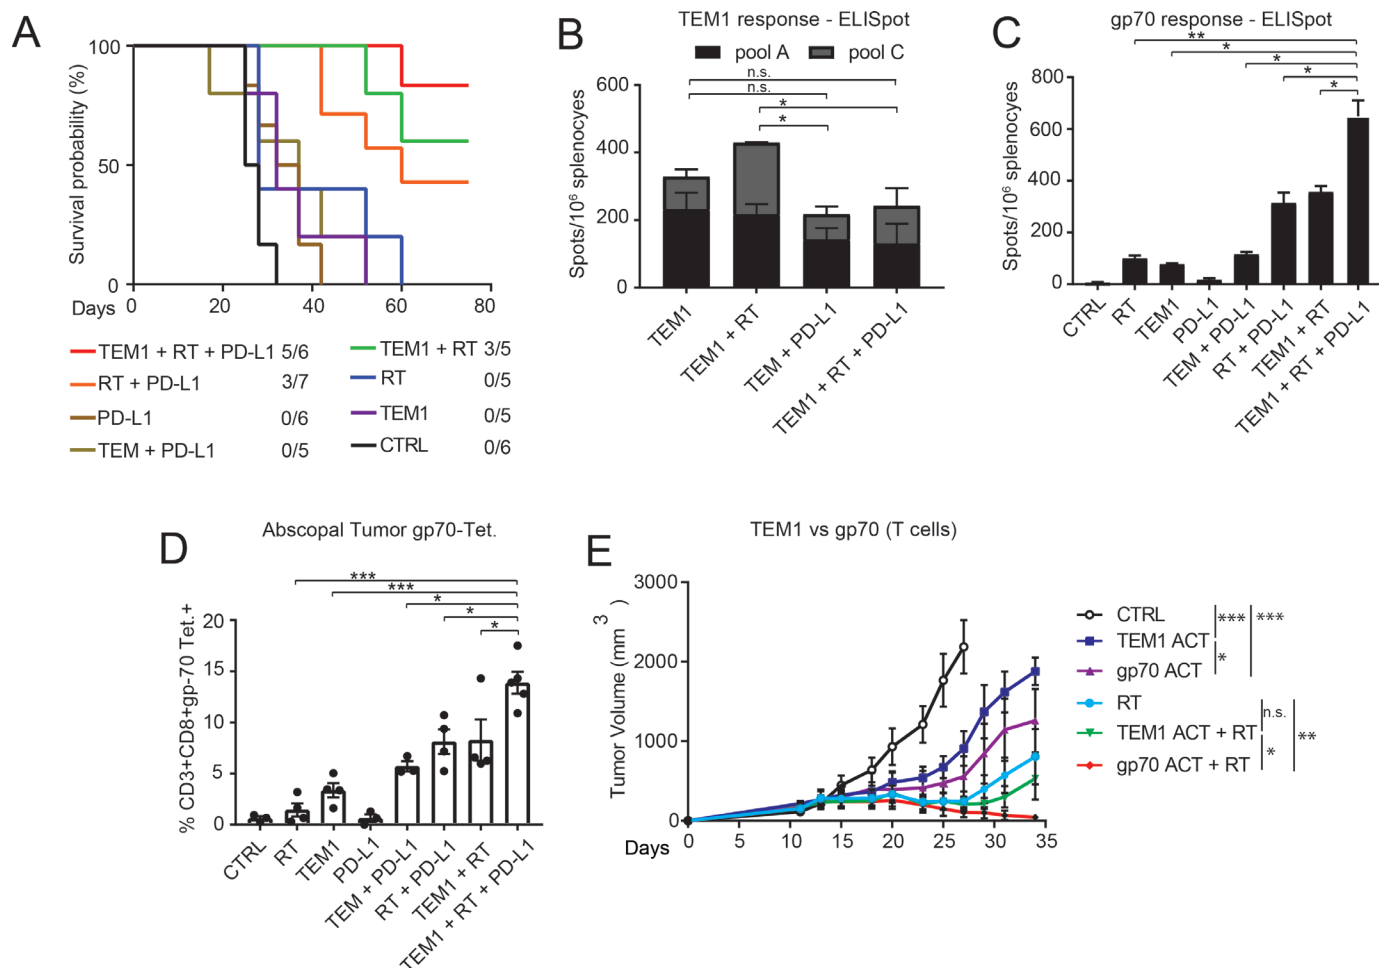 A
Survival probability (%)
100
50
0
0
20
40
60
80
Days
TEM1 + RT + PD-L1 5/6
RT + PD-L1 3/7
PD-L1 0/6
TEM + PD-L1 0/5
TEM1 + RT 3/5
RT 0/5
TEM1 0/5
CTRL 0/6
B
TEM1 response - ELISpot
pool A
pool C
Spots/10⁶ splenocytes
600
400
200
0
n.s.
n.s.
*
*
TEM1
TEM1 + RT
TEM + PD-L1
TEM1 + RT + PD-L1
C
gp70 response - ELISpot
Spots/10⁶ splenocytes
800
600
400
200
0
**
*
*
*
*
CTRL
RT
TEM1
PD-L1
TEM + PD-L1
RT + PD-L1
TEM1 + RT
TEM1 + RT + PD-L1
D
Abscopal Tumor gp70-Tet.
% CD3+CD8+gp-70 Tet.+
20
15
10
5
0
***
***
*
*
*
CTRL
RT
TEM1
PD-L1
TEM + PD-L1
RT + PD-L1
TEM1 + RT
TEM1 + RT + PD-L1
E
TEM1 vs gp70 (T cells)
Tumor Volume (mm³)
3000
2000
1000
0
0
5
10
15
20
25
30
35
Days
CTRL
TEM1 ACT
gp70 ACT
RT
TEM1 ACT + RT
gp70 ACT + RT
***
***
*
n.s.
**
*